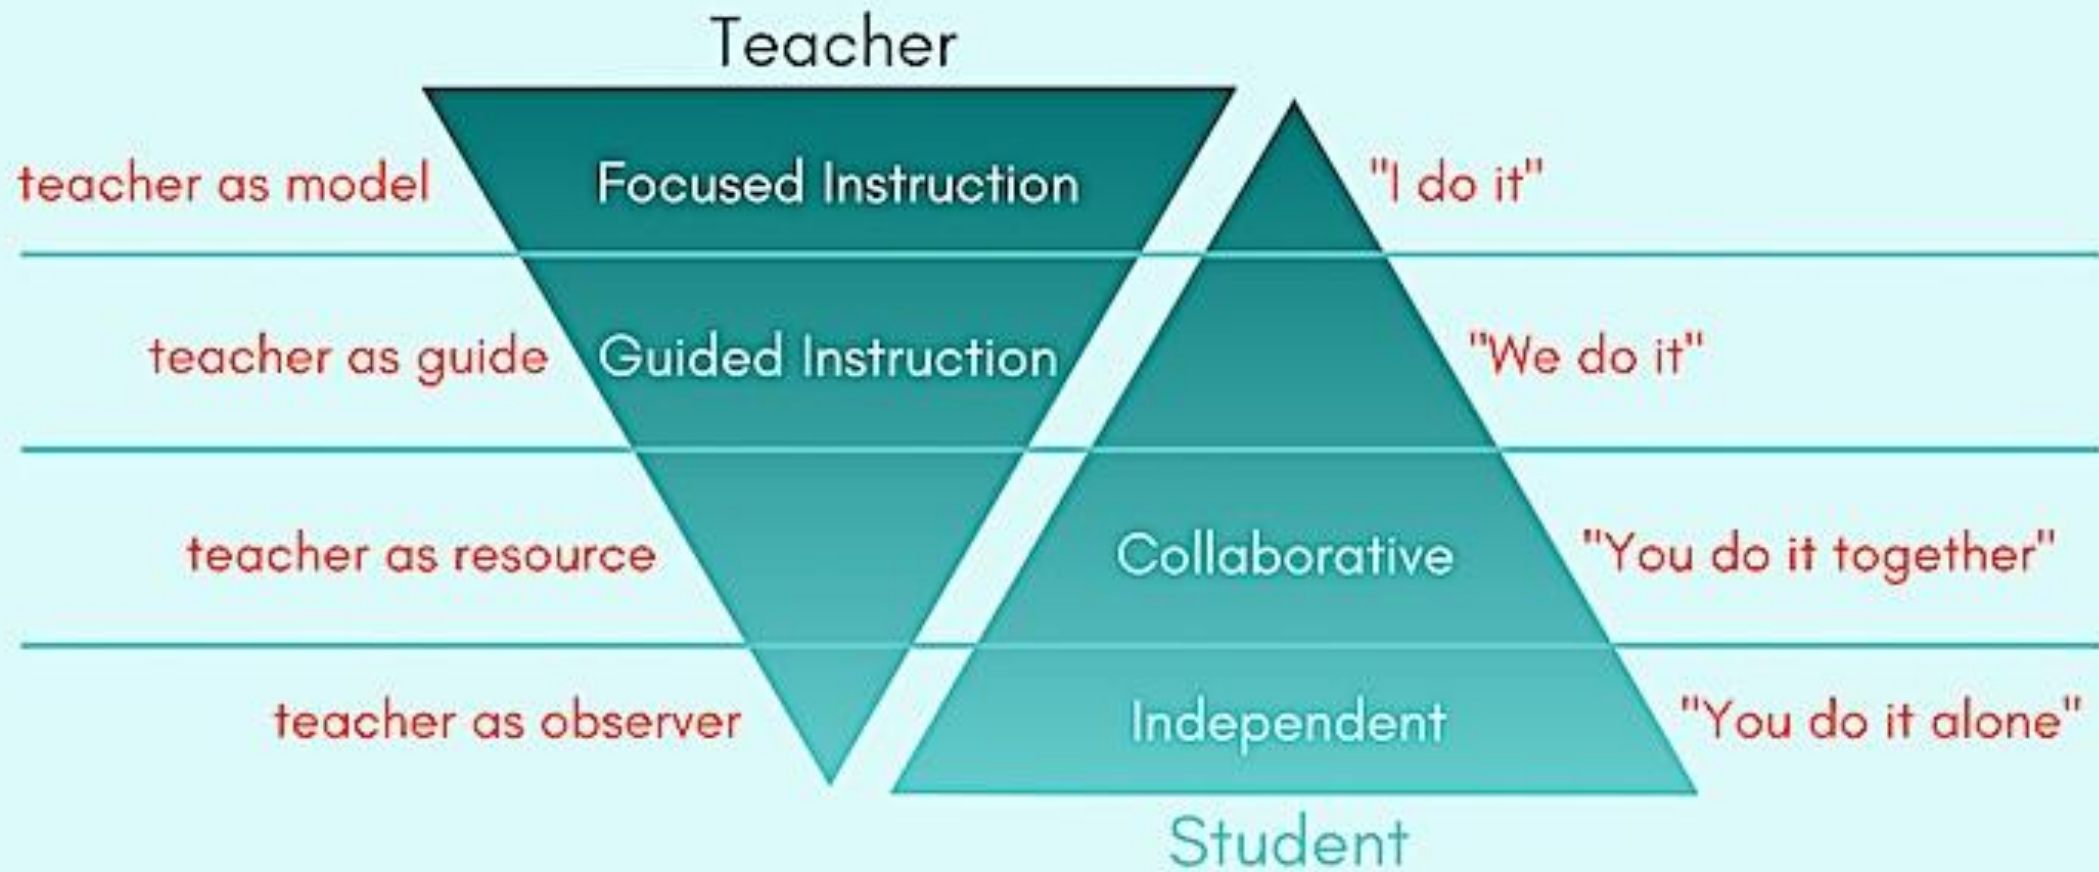 Teacher
teacher as model
Focused Instruction
"I do it"
teacher as guide
Guided Instruction
"We do it"
teacher as resource
Collaborative
"You do it together"
teacher as observer
Independent
"You do it alone"
Student